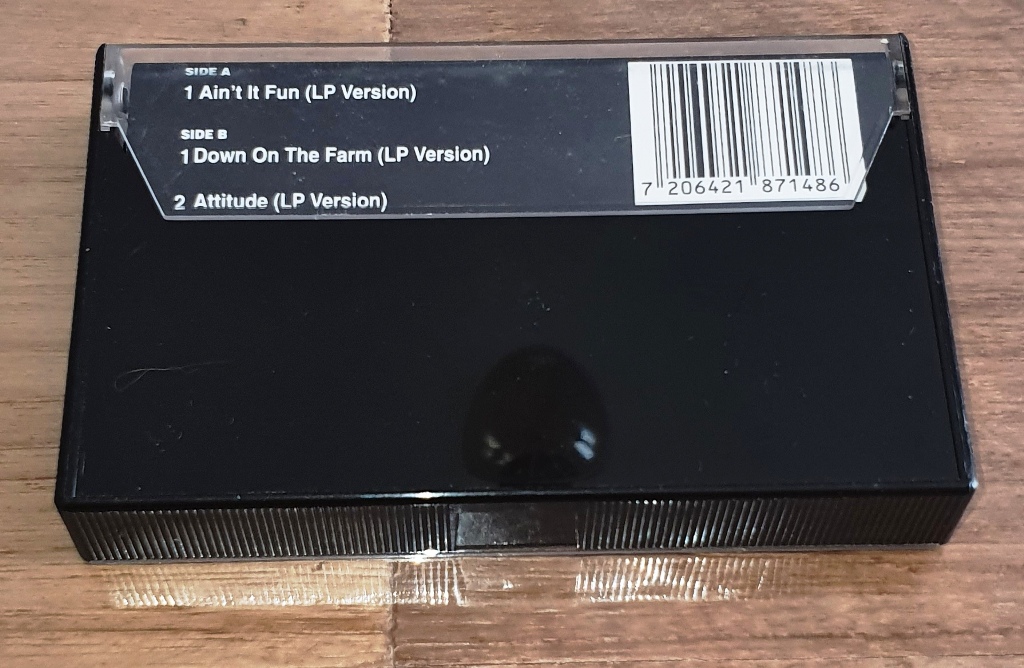 SIDE A
1 Ain't It Fun (LP Version)
SIDE B
1 Down On The Farm (LP Version)
2 Attitude (LP Version)
7 206421 871486